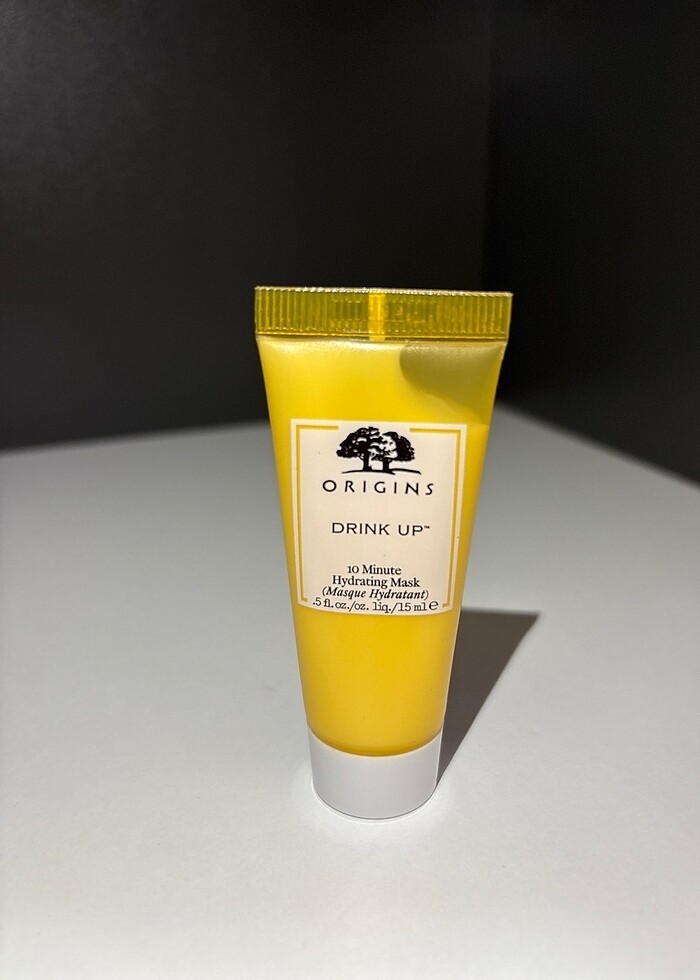 ORIGINS
DRINK UP™
10 Minute
Hydrating Mask
(Masque Hydratant)
.5 fl.oz./oz. liq./15 ml ℮